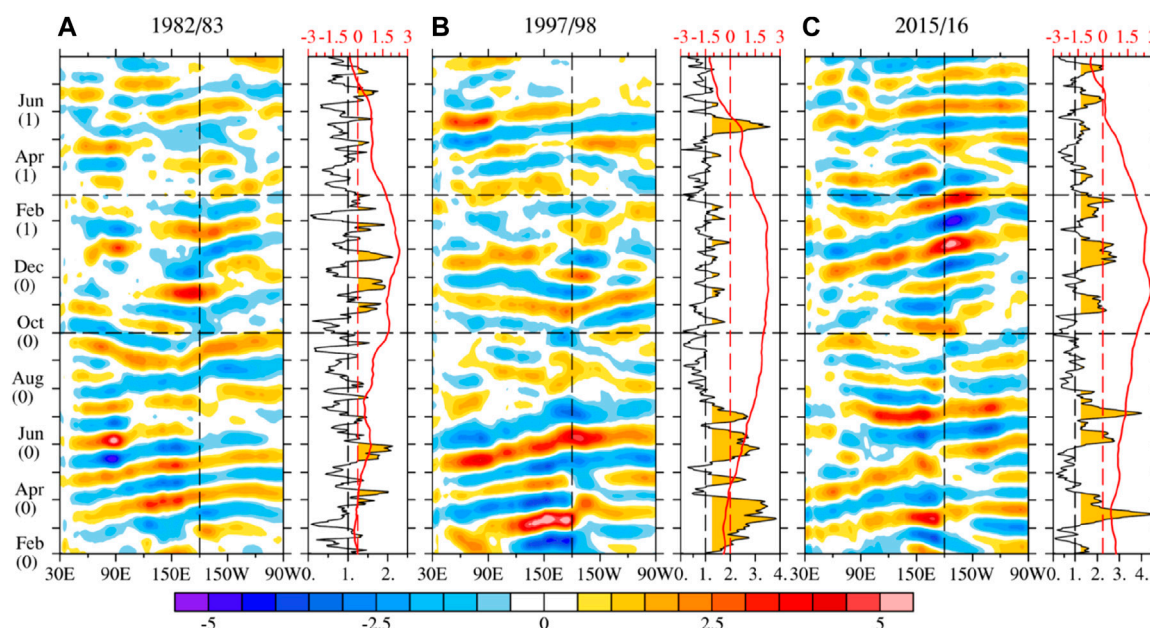 A 1982/83 -3 -1.5 0 1.5 3 B 1997/98 -3 -1.5 0 1.5 3 C 2015/16 -3 -1.5 0 1.5 3
Jun
(1)
Apr
(1)
Feb
(1)
Dec
(0)
Oct
(0)
Aug
(0)
Jun
(0)
Apr
(0)
Feb
(0)
30E 90E 150E 150W 90W 0. 1. 2. 30E 90E 150E 150W 90W 0. 1. 2. 3. 4. 30E 90E 150E 150W 90W 0. 1. 2. 3. 4.
-5 -2.5 0 2.5 5